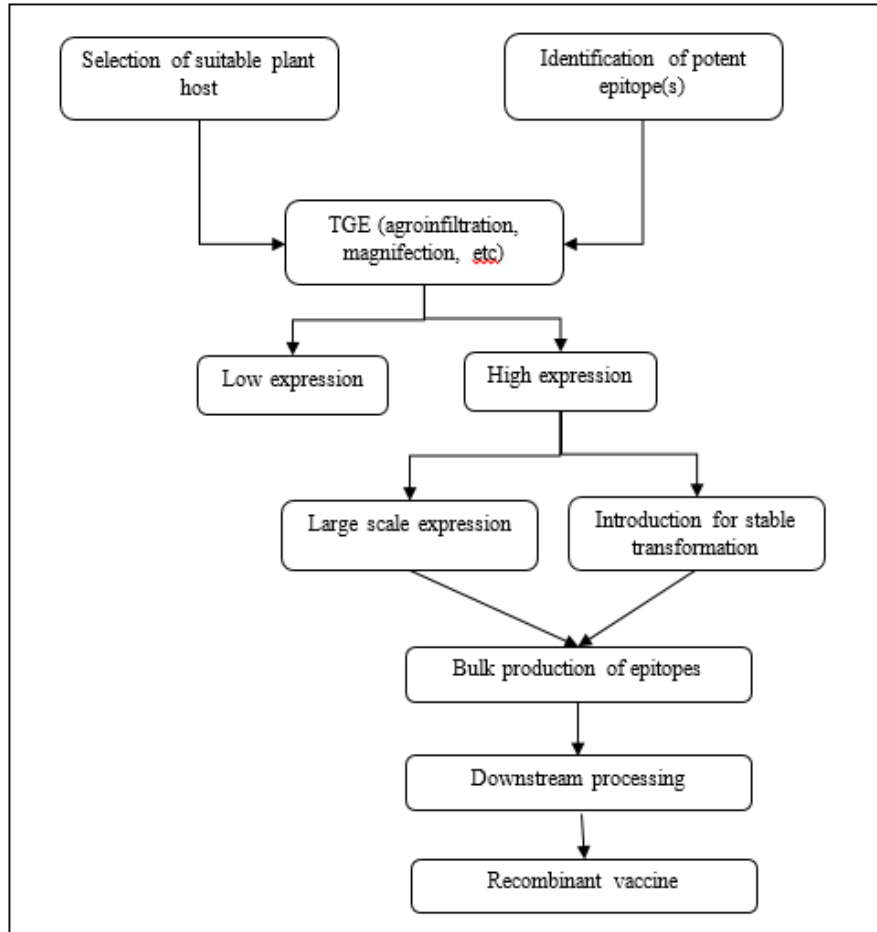 Selection of suitable plant
host
Identification of potent
epitope(s)
TGE (agroinfiltration,
magnifection, etc)
Low expression
High expression
Large scale expression
Introduction for stable
transformation
Bulk production of epitopes
Downstream processing
Recombinant vaccine